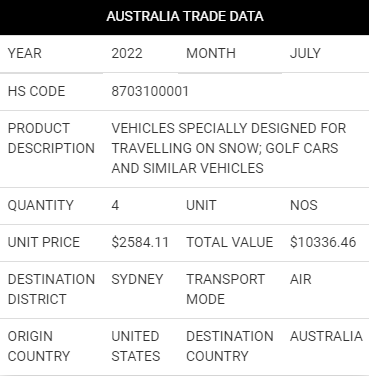 AUSTRALIA TRADE DATA
YEAR 2022 MONTH JULY
HS CODE 8703100001
PRODUCT DESCRIPTION VEHICLES SPECIALLY DESIGNED FOR
TRAVELLING ON SNOW; GOLF CARS
AND SIMILAR VEHICLES
QUANTITY 4 UNIT NOS
UNIT PRICE $2584.11 TOTAL VALUE $10336.46
DESTINATION DISTRICT SYDNEY TRANSPORT MODE AIR
ORIGIN COUNTRY UNITED STATES DESTINATION COUNTRY AUSTRALIA